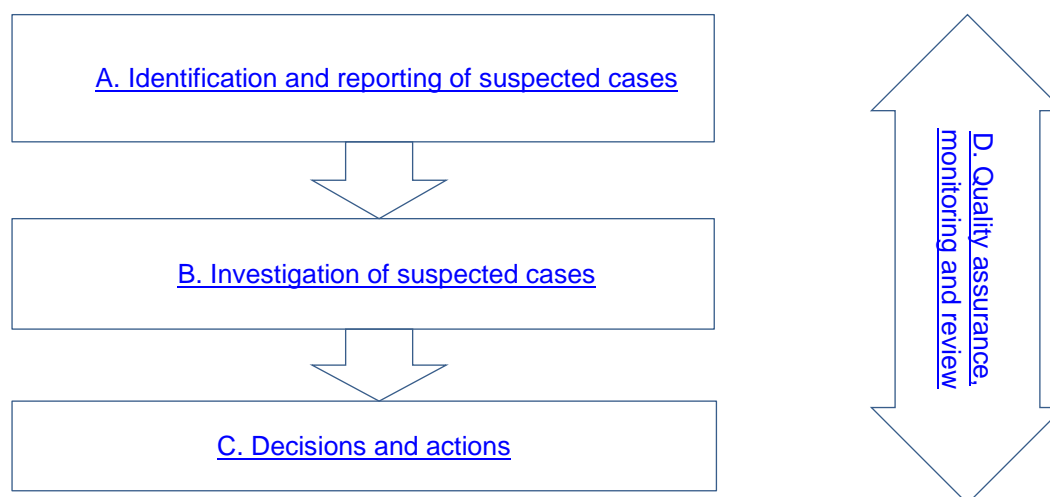 A. Identification and reporting of suspected cases
B. Investigation of suspected cases
C. Decisions and actions
D. Quality assurance,
monitoring and review